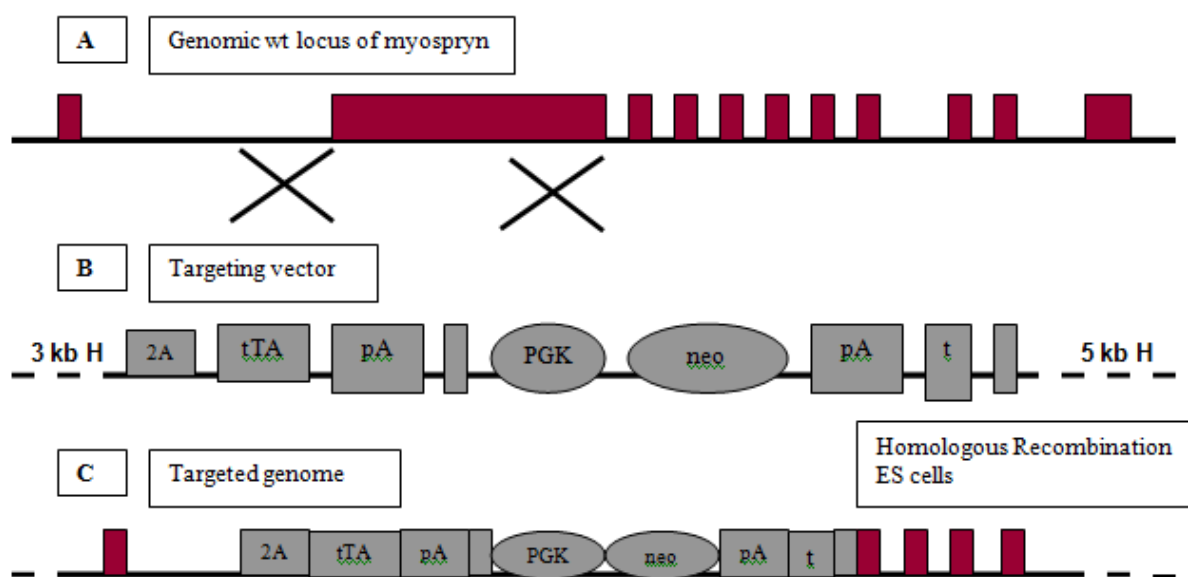 A
Genomic wt locus of myospryn
B
Targeting vector
3 kb H 2A tTA pA PGK neo pA t 5 kb H
C
Targeted genome
Homologous Recombination
ES cells
2A tTA pA PGK neo pA t